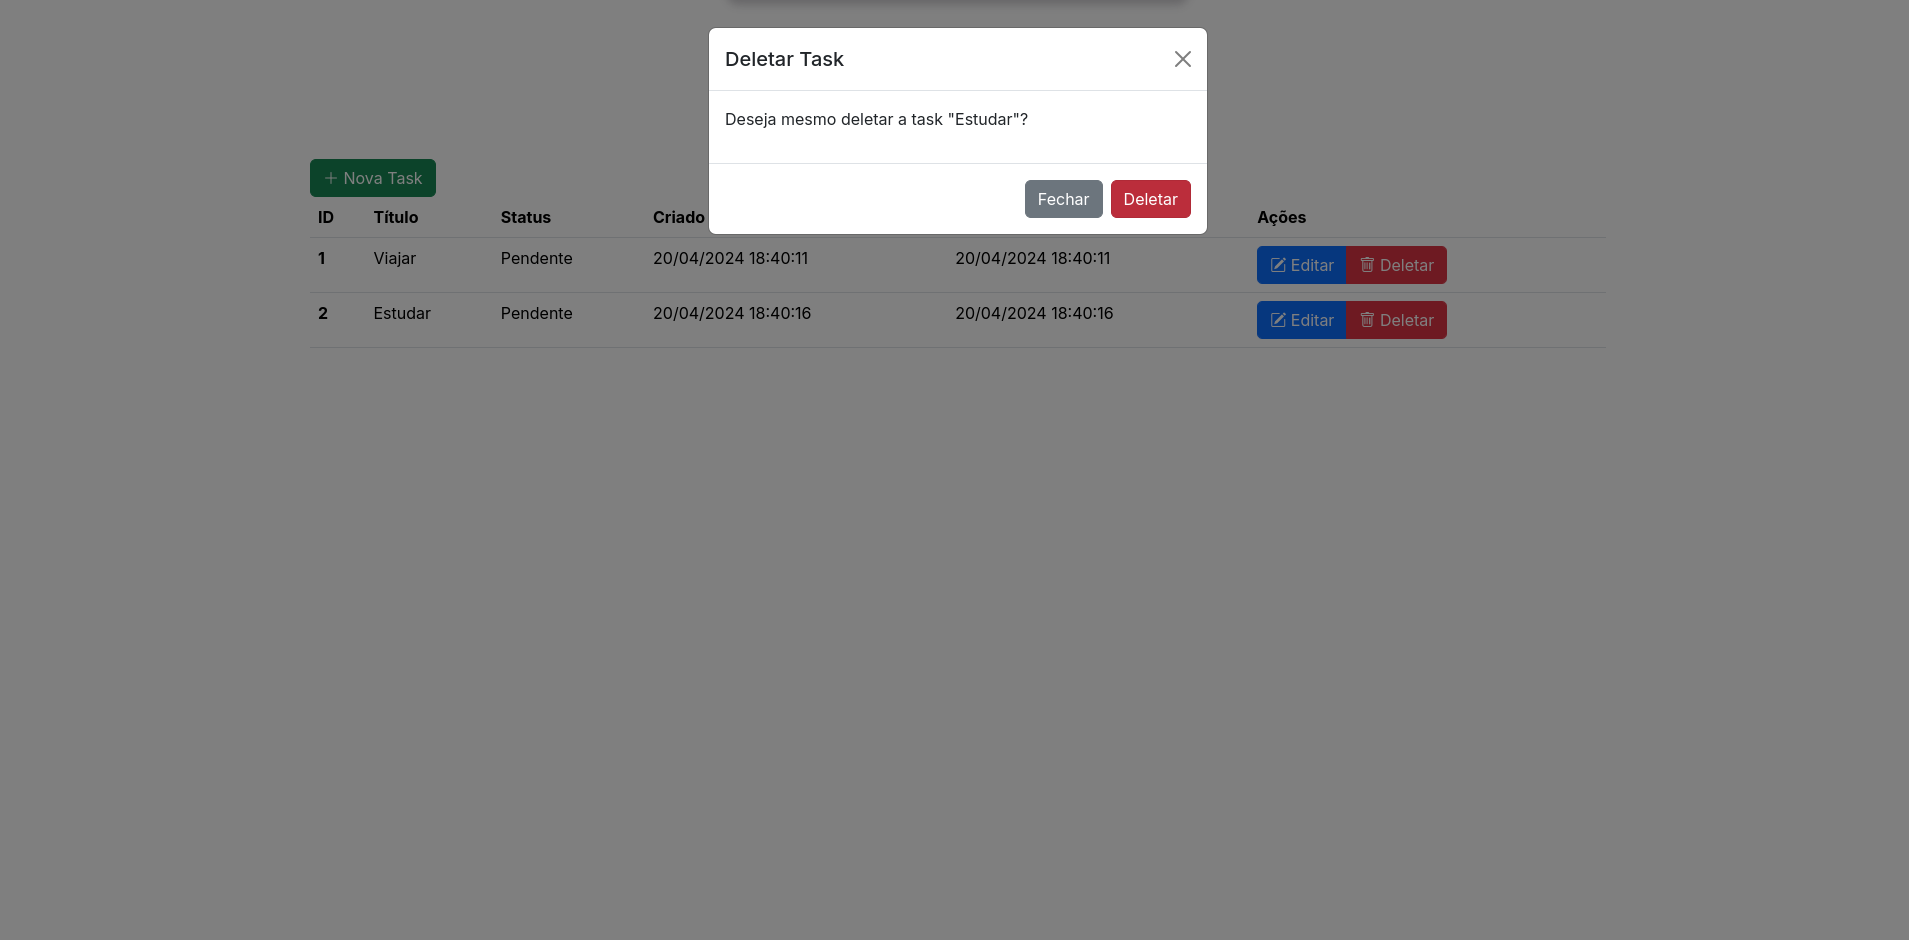 Deletar Task
Deseja mesmo deletar a task "Estudar"?
Fechar Deletar
Nova Task
ID Título Status Criado Ações
1 Viajar Pendente 20/04/2024 18:40:11 20/04/2024 18:40:11 Editar Deletar
2 Estudar Pendente 20/04/2024 18:40:16 20/04/2024 18:40:16 Editar Deletar